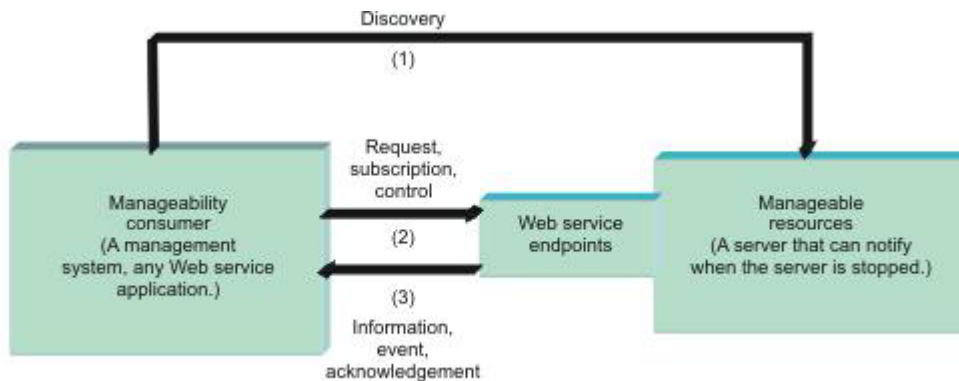 Discovery
(1)
Request,
subscription,
control
(2)
(3)
Information,
event,
acknowledgement
Manageability
consumer
(A management
system, any Web service
application.)
Web service
endpoints
Manageable
resources
(A server that can notify
when the server is stopped.)